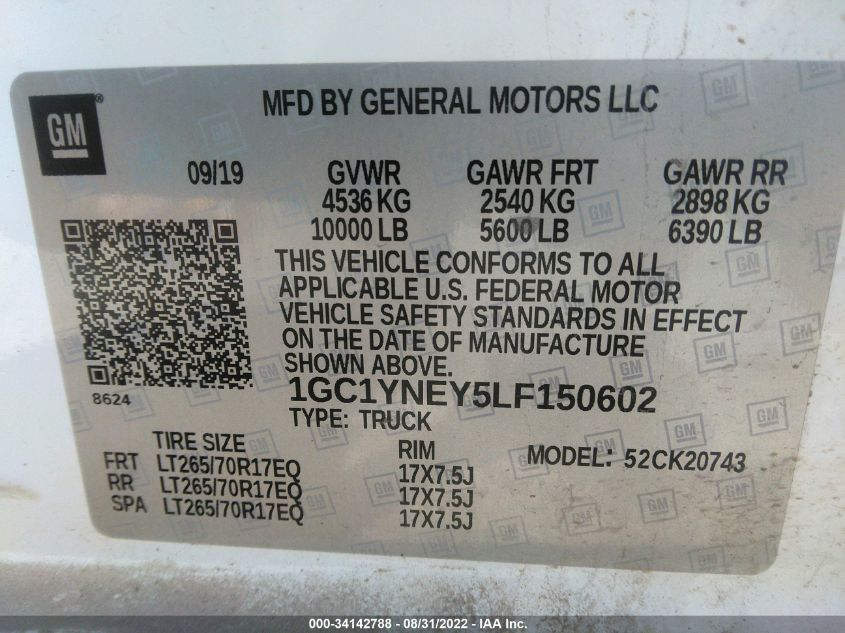 GM
MFD BY GENERAL MOTORS LLC
09/19 GVWR GAWR FRT GAWR RR
4536 KG 2540 KG 2898 KG
10000 LB 5600 LB 6390 LB
THIS VEHICLE CONFORMS TO ALL
APPLICABLE U.S. FEDERAL MOTOR
VEHICLE SAFETY STANDARDS IN EFFECT
ON THE DATE OF MANUFACTURE
SHOWN ABOVE.
8624
1GC1YNEY5LF150602
TYPE: TRUCK
TIRE SIZE RIM MODEL: 52CK20743
FRT LT265/70R17EQ 17X7.5J
RR LT265/70R17EQ 17X7.5J
SPA LT265/70R17EQ 17X7.5J
000-34142788 - 08/31/2022 - IAA Inc.